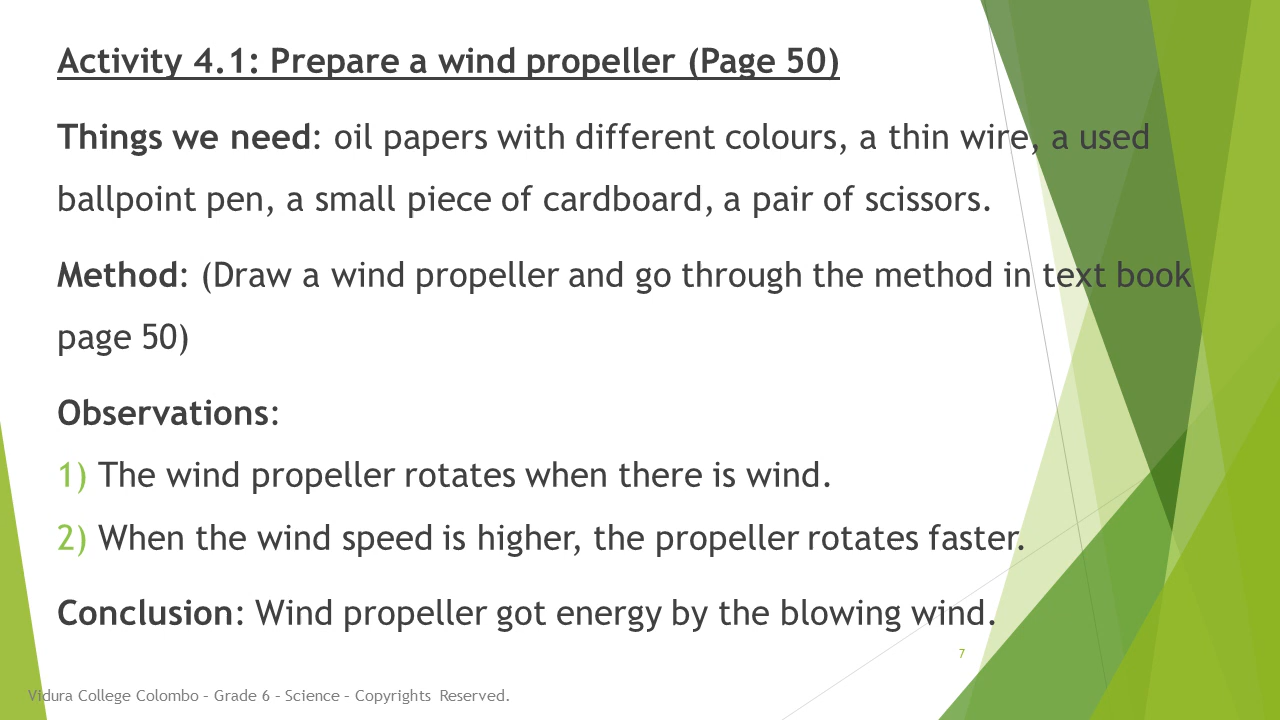 Activity 4.1: Prepare a wind propeller (Page 50)
Things we need: oil papers with different colours, a thin wire, a used
ballpoint pen, a small piece of cardboard, a pair of scissors.
Method: (Draw a wind propeller and go through the method in text book
page 50)
Observations:
1) The wind propeller rotates when there is wind.
2) When the wind speed is higher, the propeller rotates faster.
Conclusion: Wind propeller got energy by the blowing wind.
7
Vidura College Colombo – Grade 6 – Science – Copyrights Reserved.